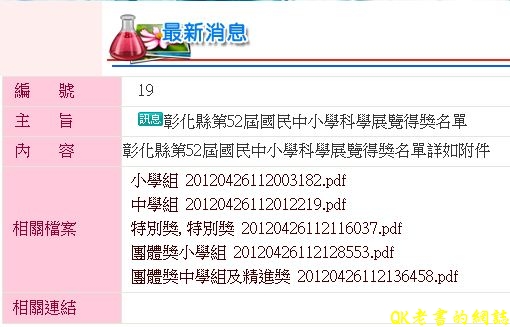 最新消息
編 號 19
主 旨 訊息 彰化縣第52屆國民中小學科學展覽得獎名單
內 容 彰化縣第52屆國民中小學科學展覽得獎名單詳如附件
相關檔案
小學組 20120426112003182.pdf
中學組 20120426112012219.pdf
特別獎,特別獎 20120426112116037.pdf
團體獎小學組 20120426112128553.pdf
團體獎中學組及精進獎 20120426112136458.pdf
相關連結
QK老書的網誌